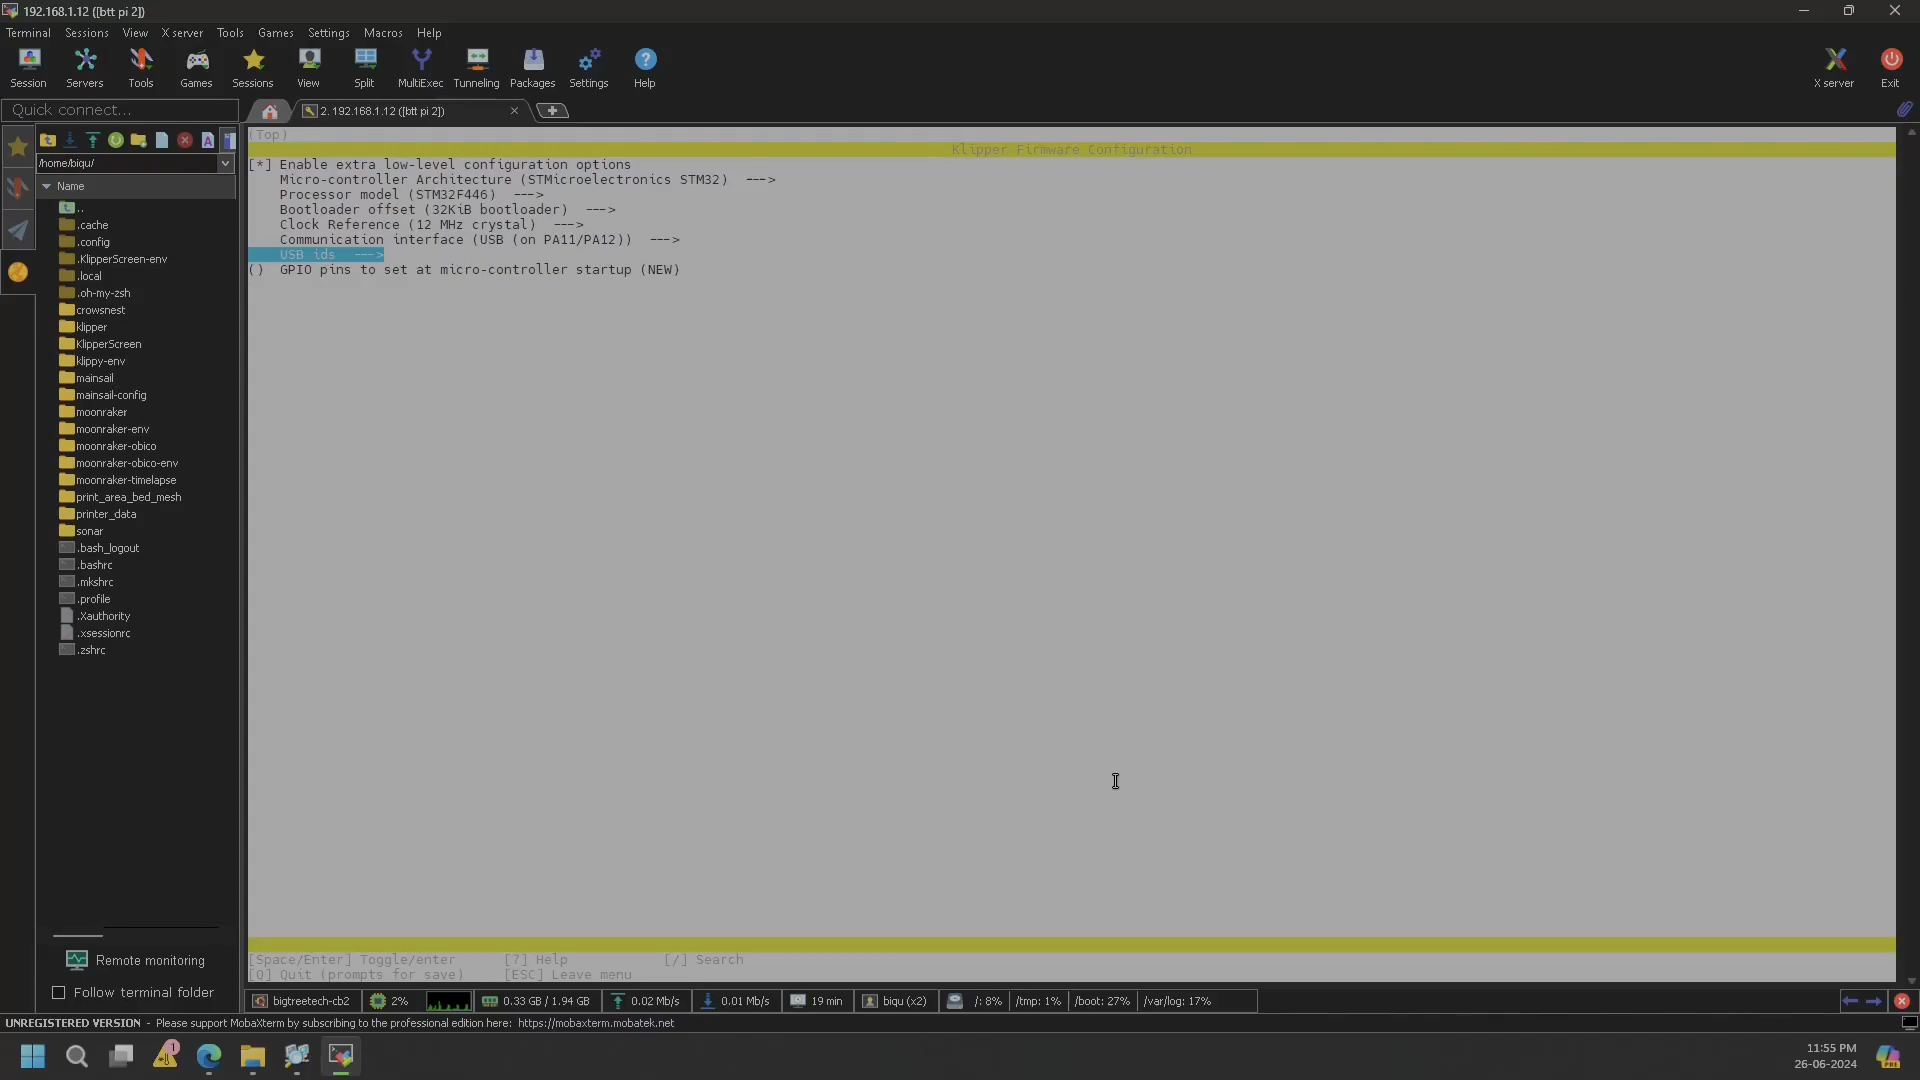 192.168.1.12 ([btt pi 2])
Terminal Sessions View X server Tools Games Settings Macros Help
Session Servers Tools Games Sessions View Split MultiExec Tunneling Packages Settings Help X server Exit
Quick connect...
2. 192.168.1.12 ([btt pi 2])
/home/biqu/
Name
..
.cache
.config
.KlipperScreen-env
.local
.oh-my-zsh
crowsnest
klipper
KlipperScreen
klippy-env
mainsail
mainsail-config
moonraker
moonraker-env
moonraker-obico
moonraker-obico-env
moonraker-timelapse
print_area_bed_mesh
printer_data
sonar
.bash_logout
.bashrc
.mkshrc
.profile
.Xauthority
.xsessionrc
.zshrc
Remote monitoring
Follow terminal folder
(Top)
Klipper Firmware Configuration
[*] Enable extra low-level configuration options
Micro-controller Architecture (STMicroelectronics STM32) --->
Processor model (STM32F446) --->
Bootloader offset (32KiB bootloader) --->
Clock Reference (12 MHz crystal) --->
Communication interface (USB (on PA11/PA12)) --->
USB ids --->
() GPIO pins to set at micro-controller startup (NEW)
[Space/Enter] Toggle/enter [?] Help [/] Search
[Q] Quit (prompts for save) [ESC] Leave menu
bigtreetech-cb2 2% 0.33 GB / 1.94 GB 0.02 Mb/s 0.01 Mb/s 19 min biqu (x2) /: 8% /tmp: 1% /boot: 27% /var/log: 17%
UNREGISTERED VERSION - Please support MobaXterm by subscribing to the professional edition here: https://mobaxterm.mobatek.net
1
11:55 PM
26-06-2024
PRE